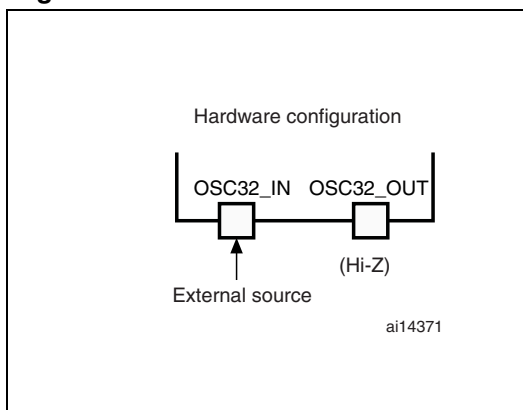 Hardware configuration
OSC32_IN OSC32_OUT
(Hi-Z)
External source
ai14371